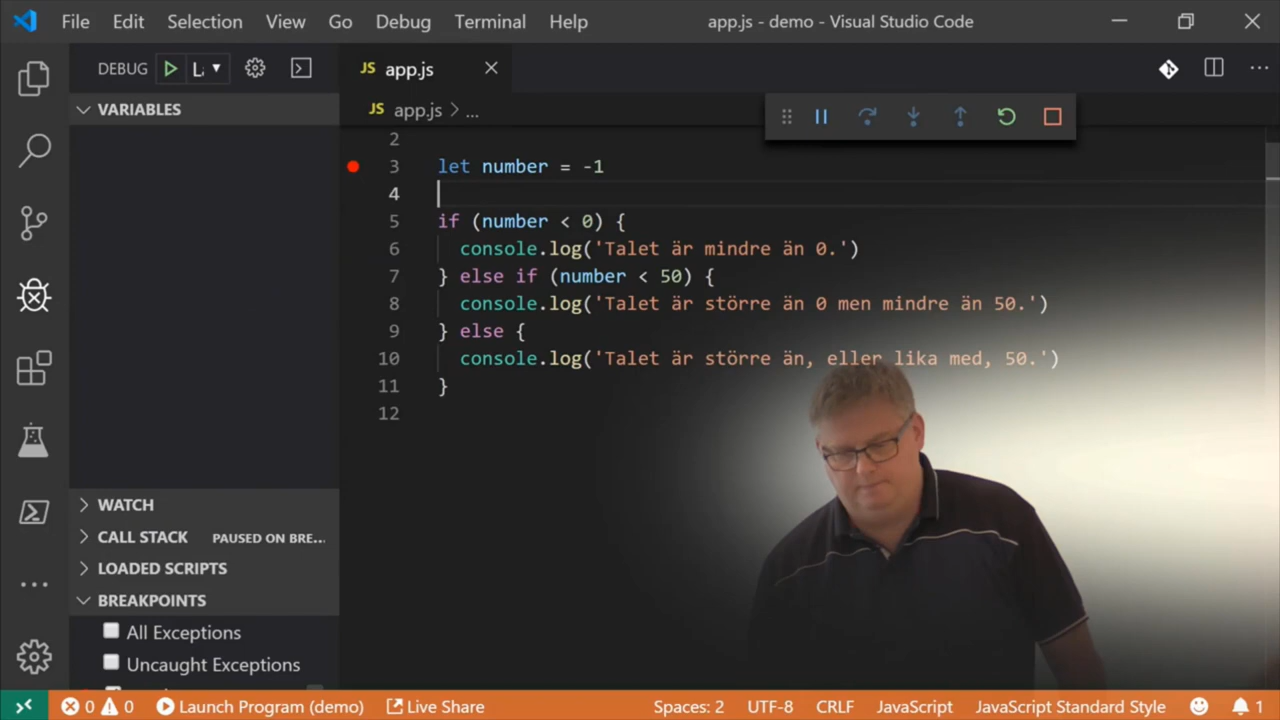 File Edit Selection View Go Debug Terminal Help app.js - demo - Visual Studio Code
DEBUG
JS app.js
VARIABLES
JS app.js > ...
2
3 let number = -1
4
5 if (number < 0) {
6 console.log('Talet är mindre än 0.')
7 } else if (number < 50) {
8 console.log('Talet är större än 0 men mindre än 50.')
9 } else {
10 console.log('Talet är större än, eller lika med, 50.')
11 }
12
WATCH
CALL STACK PAUSED ON BRE...
LOADED SCRIPTS
BREAKPOINTS
All Exceptions
Uncaught Exceptions
0 0 Launch Program (demo) Live Share Spaces: 2 UTF-8 CRLF JavaScript JavaScript Standard Style 1